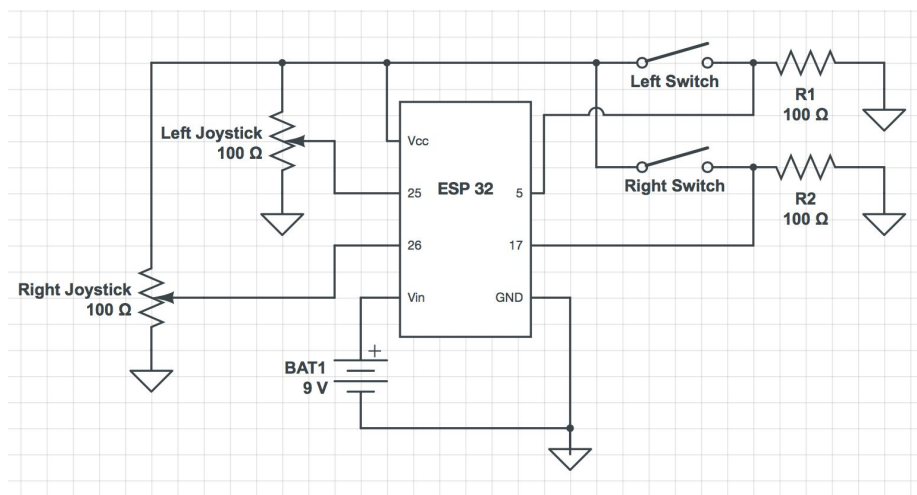 Left Switch
R1
100 Ω
Left Joystick
100 Ω
Vcc
ESP 32
Right Switch
25
5
R2
100 Ω
26
17
Right Joystick
100 Ω
Vin
GND
+
BAT1
9 V